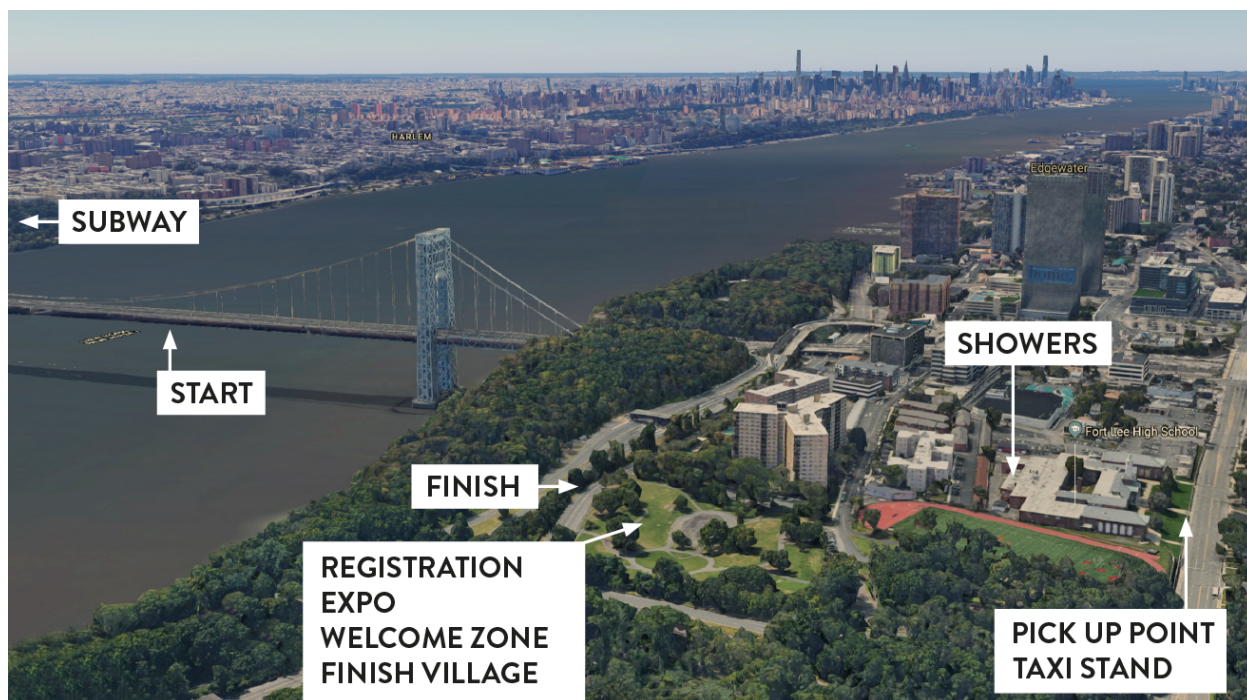 HARLEM
Edgewater
SUBWAY
START
SHOWERS
Fort Lee High School
FINISH
REGISTRATION
EXPO
WELCOME ZONE
FINISH VILLAGE
PICK UP POINT
TAXI STAND